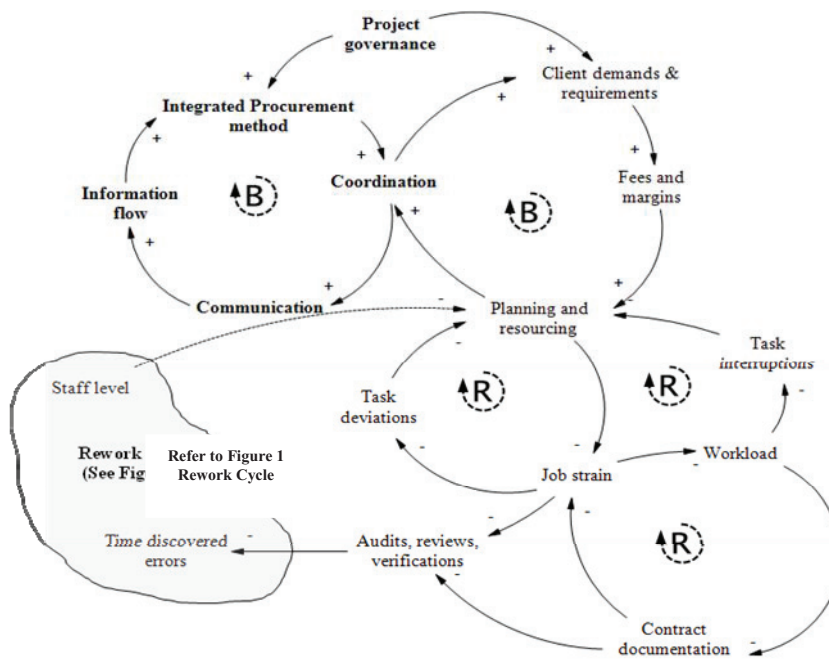 Project
governance
+
Client demands &
requirements
+
+
Integrated Procurement
method
+
+
+
Fees and
margins
Coordination
+
Information
flow
B
B
+
+
+
Communication
+
-
Planning and
resourcing
-
-
Task
interruptions
Staff level
Task
deviations
R
R
-
Rework
(See Fig
Refer to Figure 1
Rework Cycle
-
-
Workload
-
Job strain
-
-
Time discovered
errors
-
Audits, reviews,
verifications
-
R
-
Contract
documentation
-